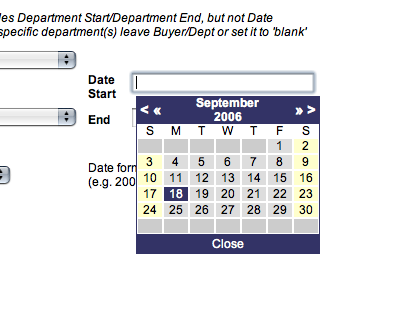 les Department Start/Department End, but not Date
specific department(s) leave Buyer/Dept or set it to 'blank'
Date
Start
< « September » >
2006
End
S M T W T F S
1 2
3 4 5 6 7 8 9
Date form
10 11 12 13 14 15 16
(e.g. 200
17 18 19 20 21 22 23
24 25 26 27 28 29 30
Close